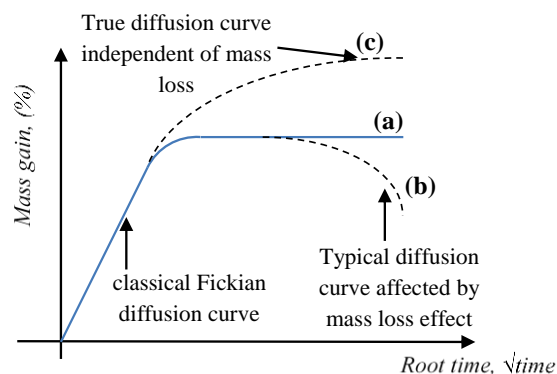 True diffusion curve
independent of mass
loss
(c)
(a)
(b)
Mass gain, (%)
classical Fickian
diffusion curve
Typical diffusion
curve affected by
mass loss effect
Root time, √time